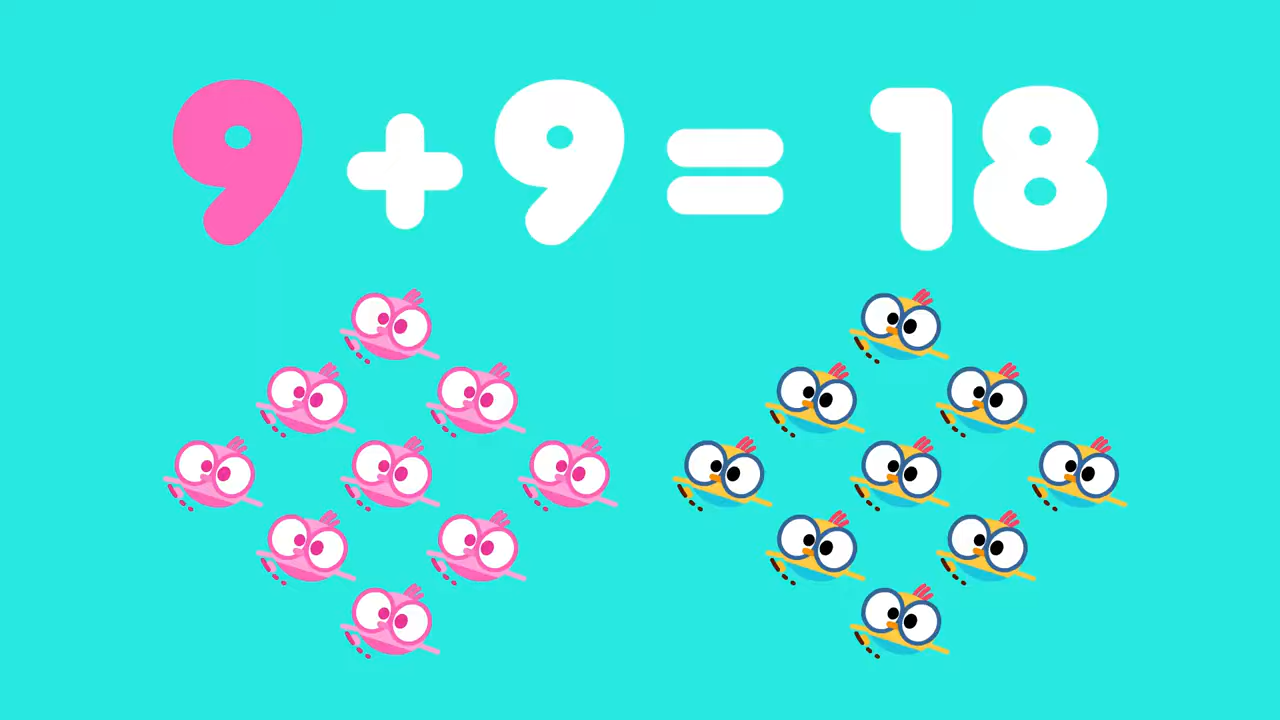 9 + 9 = 18